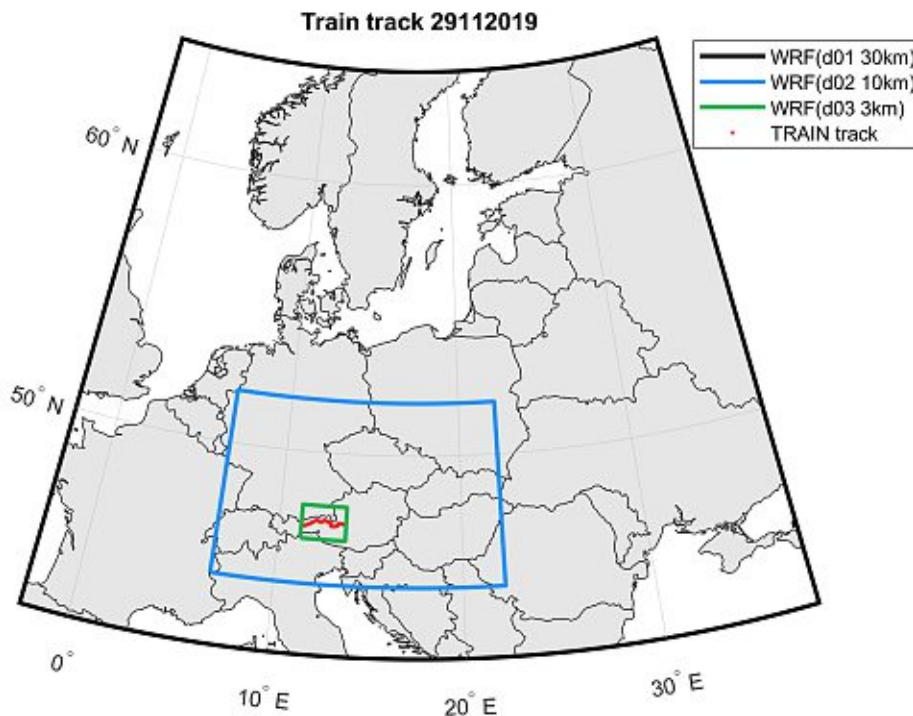 Train track 29112019
WRF(d01 30km)
WRF(d02 10km)
WRF(d03 3km)
TRAIN track
60° N
50° N
0°
10° E
20° E
30° E